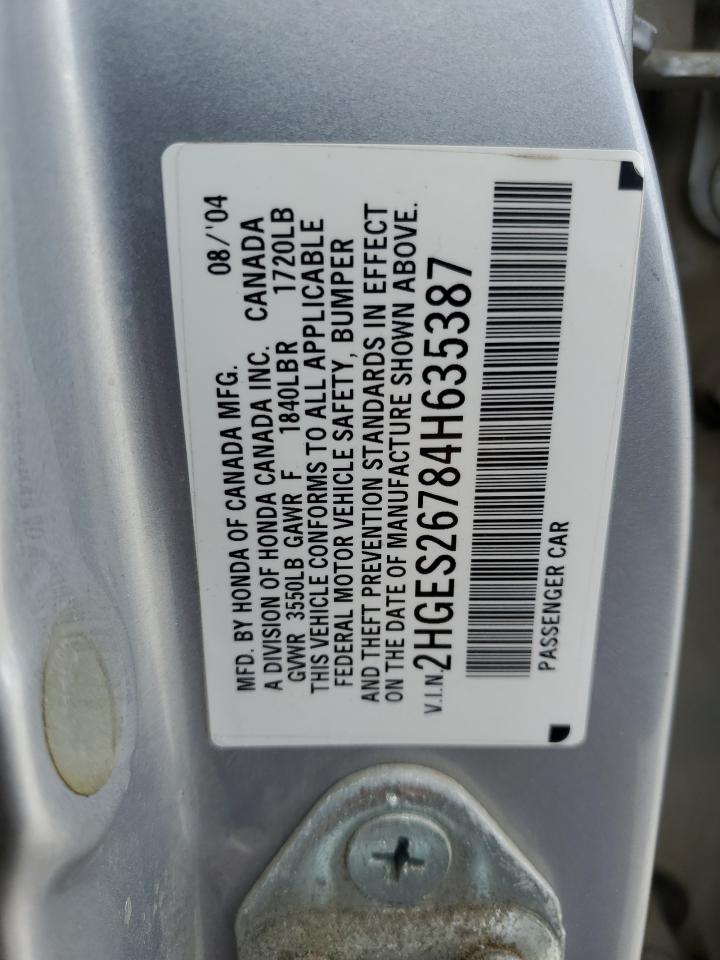 MFD. BY HONDA OF CANADA MFG. 08/'04
A DIVISION OF HONDA CANADA INC. CANADA
GVWR 3550LB GAWR F 1840LBR 1720LB
THIS VEHICLE CONFORMS TO ALL APPLICABLE
FEDERAL MOTOR VEHICLE SAFETY, BUMPER
AND THEFT PREVENTION STANDARDS IN EFFECT
ON THE DATE OF MANUFACTURE SHOWN ABOVE.
V.I.N. 2HGES26784H635387
PASSENGER CAR